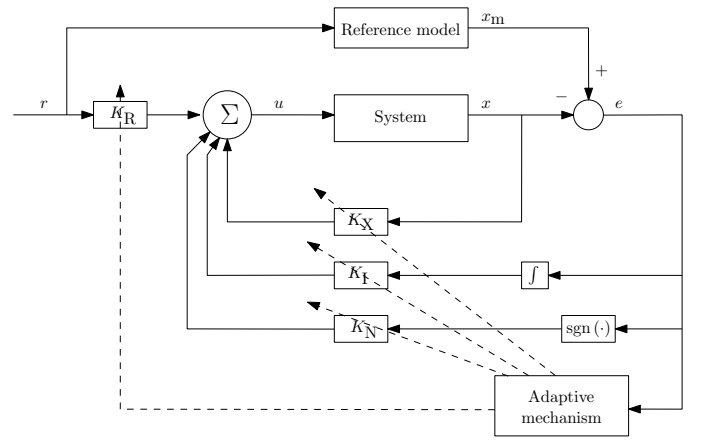 x_m
Reference model
+
r
K_R
Σ
u
System
x
−
e
K_X
K_I
∫
K_N
sgn (·)
Adaptive
mechanism